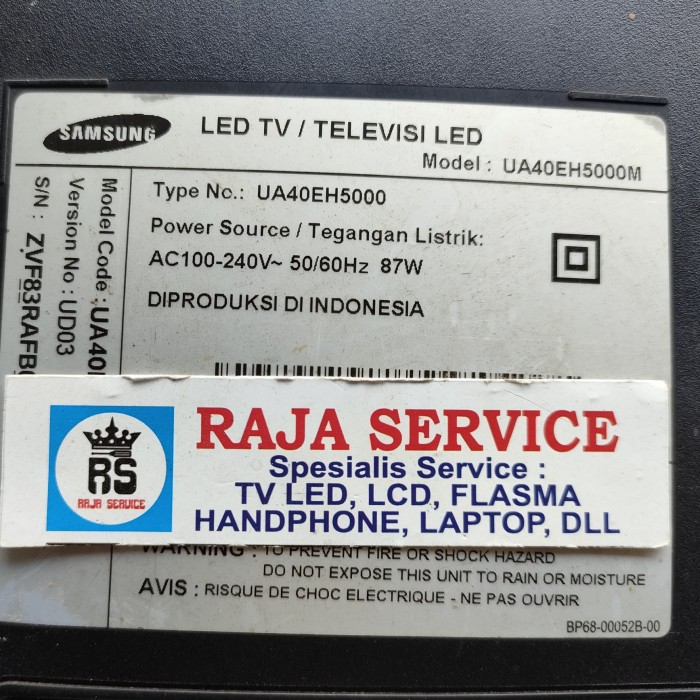 SAMSUNG
LED TV / TELEVISI LED
Model : UA40EH5000M
Type No.: UA40EH5000
Power Source / Tegangan Listrik:
AC100-240V~ 50/60Hz 87W
DIPRODUKSI DI INDONESIA
Model Code : UA40
Version No : UD03
S/N : ZVF83RAFB
RAJA SERVICE
Spesialis Service :
TV LED, LCD, FLASMA
HANDPHONE, LAPTOP, DLL
RS
RAJA SERVICE
WARNING : TO PREVENT FIRE OR SHOCK HAZARD
DO NOT EXPOSE THIS UNIT TO RAIN OR MOISTURE
AVIS : RISQUE DE CHOC ELECTRIQUE - NE PAS OUVRIR
BP68-00052B-00